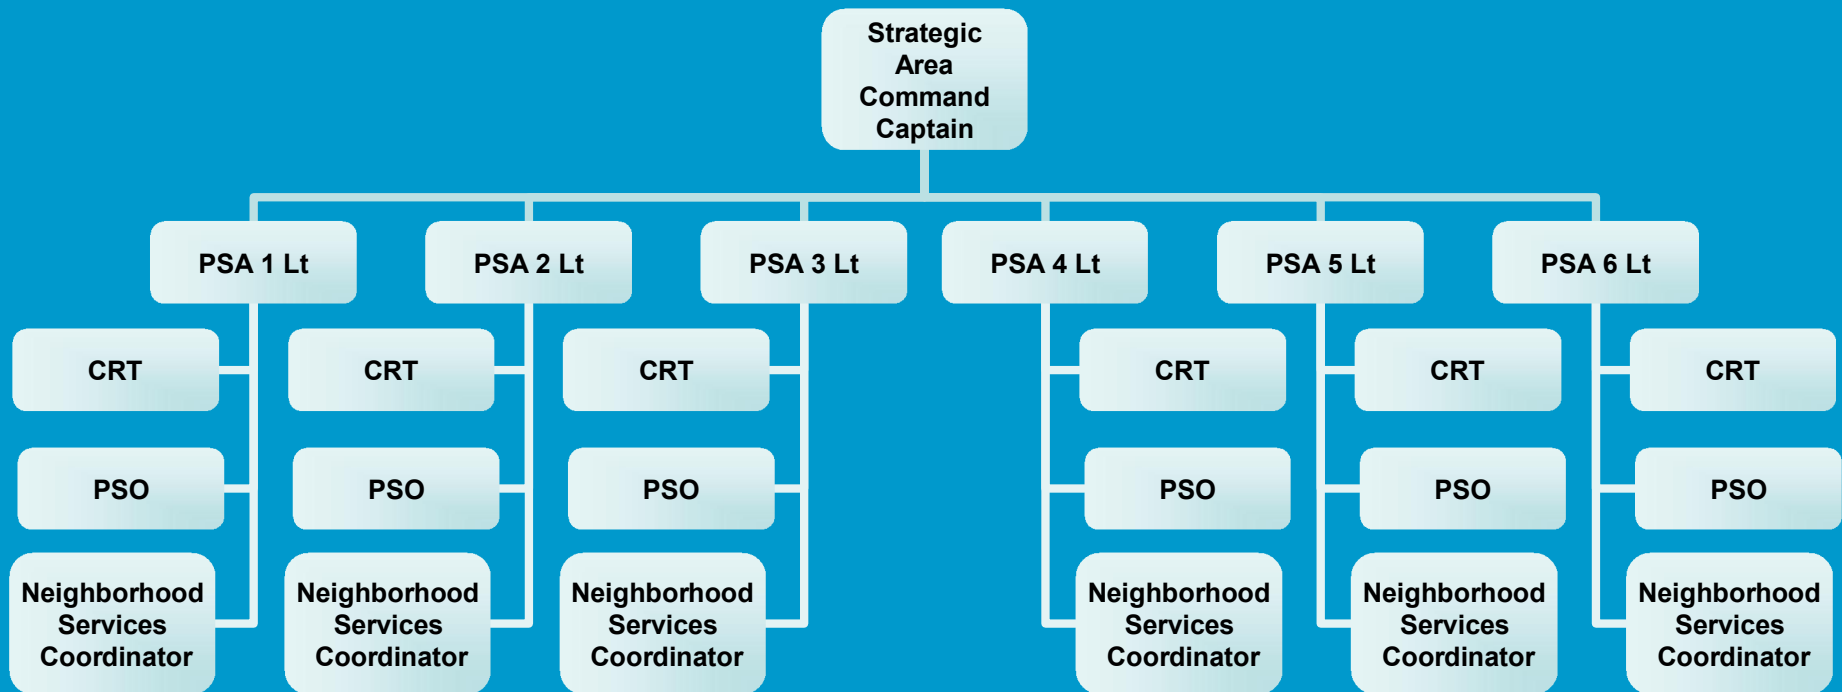 Strategic
Area
Command
Captain
PSA 1 Lt
PSA 2 Lt
PSA 3 Lt
PSA 4 Lt
PSA 5 Lt
PSA 6 Lt
CRT
CRT
CRT
CRT
CRT
CRT
PSO
PSO
PSO
PSO
PSO
PSO
Neighborhood
Services
Coordinator
Neighborhood
Services
Coordinator
Neighborhood
Services
Coordinator
Neighborhood
Services
Coordinator
Neighborhood
Services
Coordinator
Neighborhood
Services
Coordinator